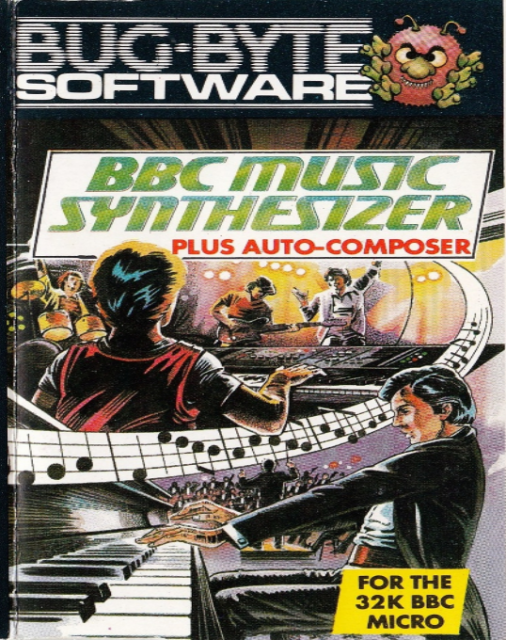 BUG-BYTE
SOFTWARE
BBC MUSIC
SYNTHESIZER
PLUS AUTO-COMPOSER
FOR THE
32K BBC
MICRO